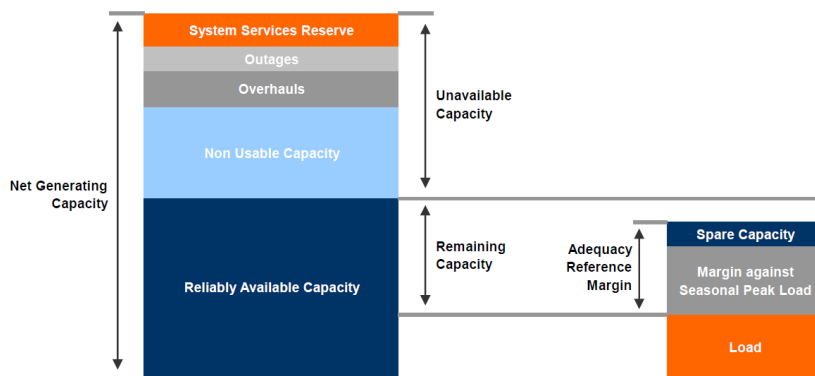 System Services Reserve
Outages
Overhauls
Non Usable Capacity
Reliably Available Capacity
Net Generating
Capacity
Unavailable
Capacity
Remaining
Capacity
Adequacy
Reference
Margin
Spare Capacity
Margin against
Seasonal Peak Load
Load